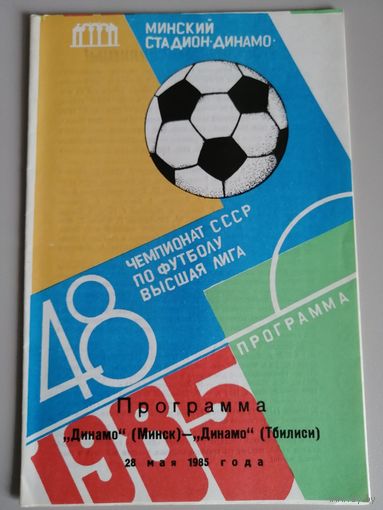 МИНСКИЙ
СТАДИОН·ДИНАМО·
48
ЧЕМПИОНАТ СССР
ПО ФУТБОЛУ
ВЫСШАЯ ЛИГА
ПРОГРАММА
1985
Программа
„Динамо“ (Минск)—„Динамо“ (Тбилиси)
28 мая 1985 года